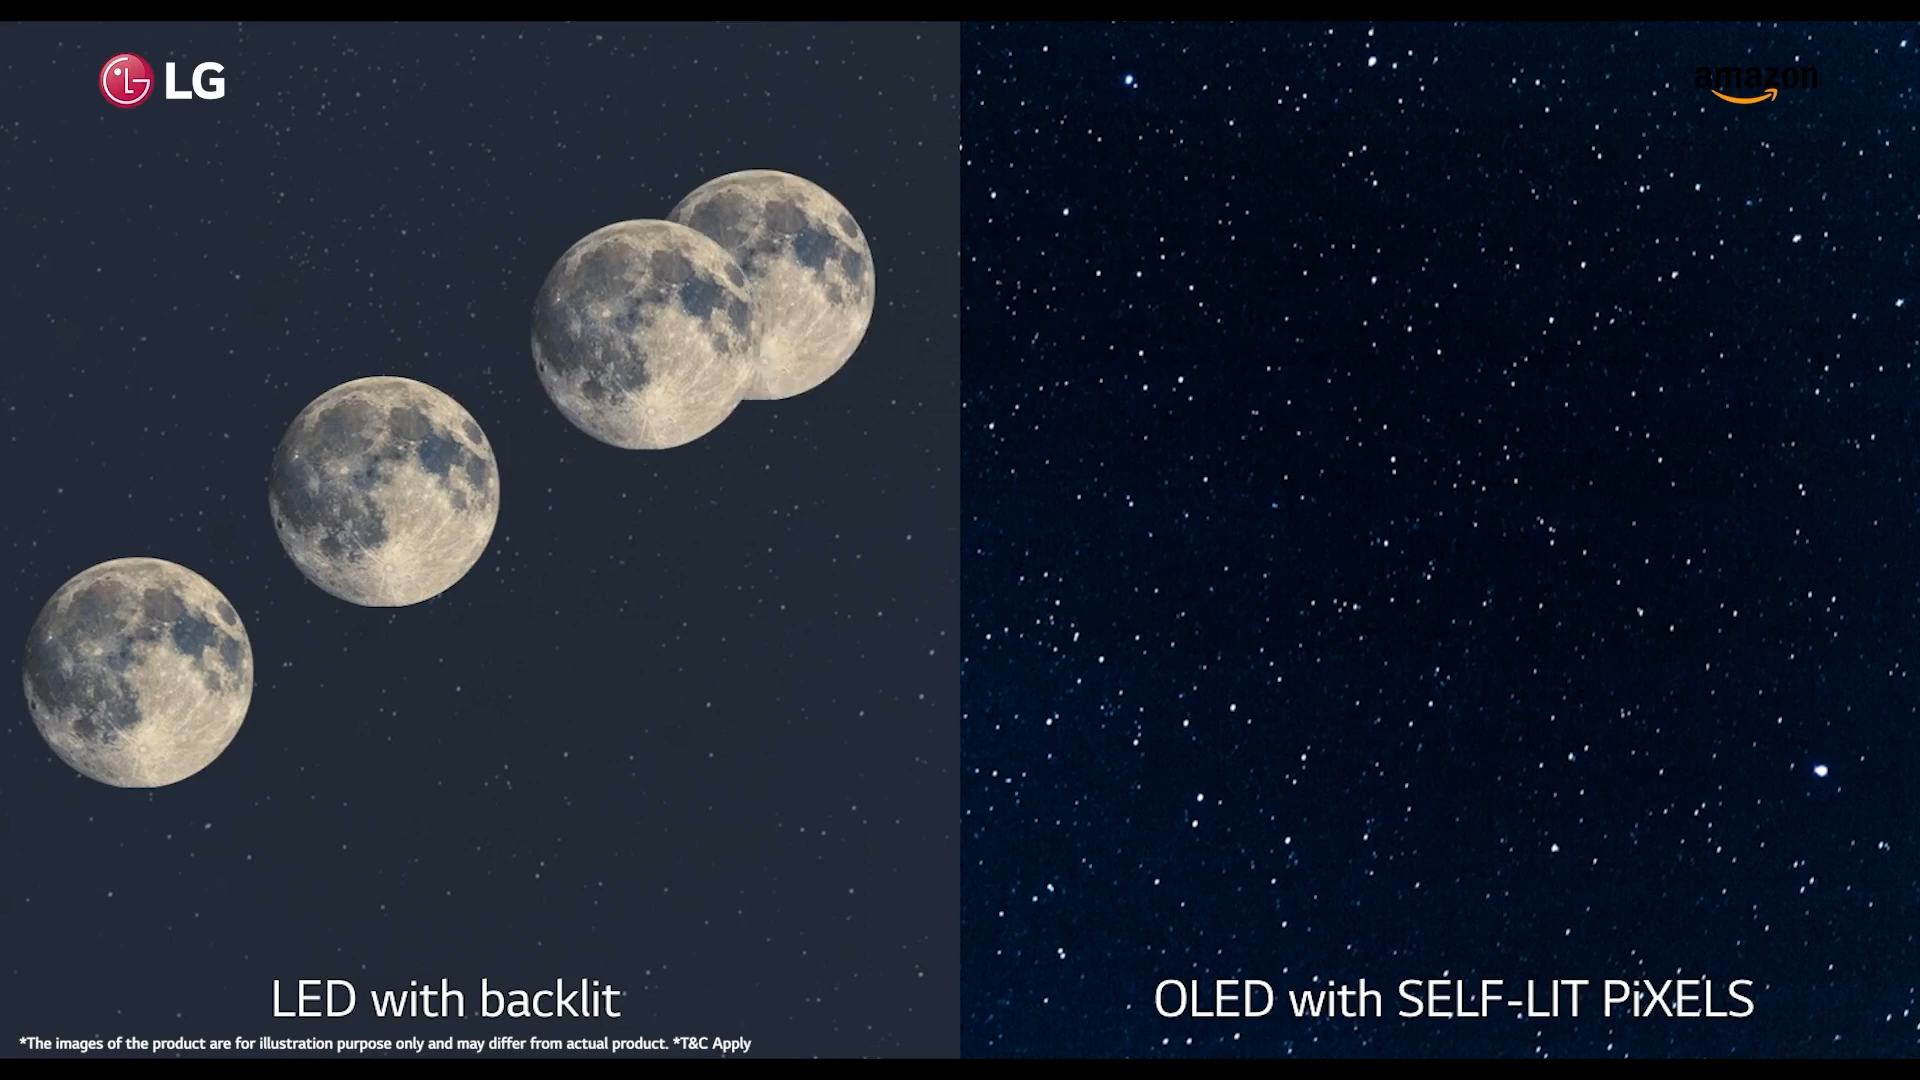 LG
amazon
LED with backlit
OLED with SELF-LIT PiXELS
*The images of the product are for illustration purpose only and may differ from actual product. *T&C Apply